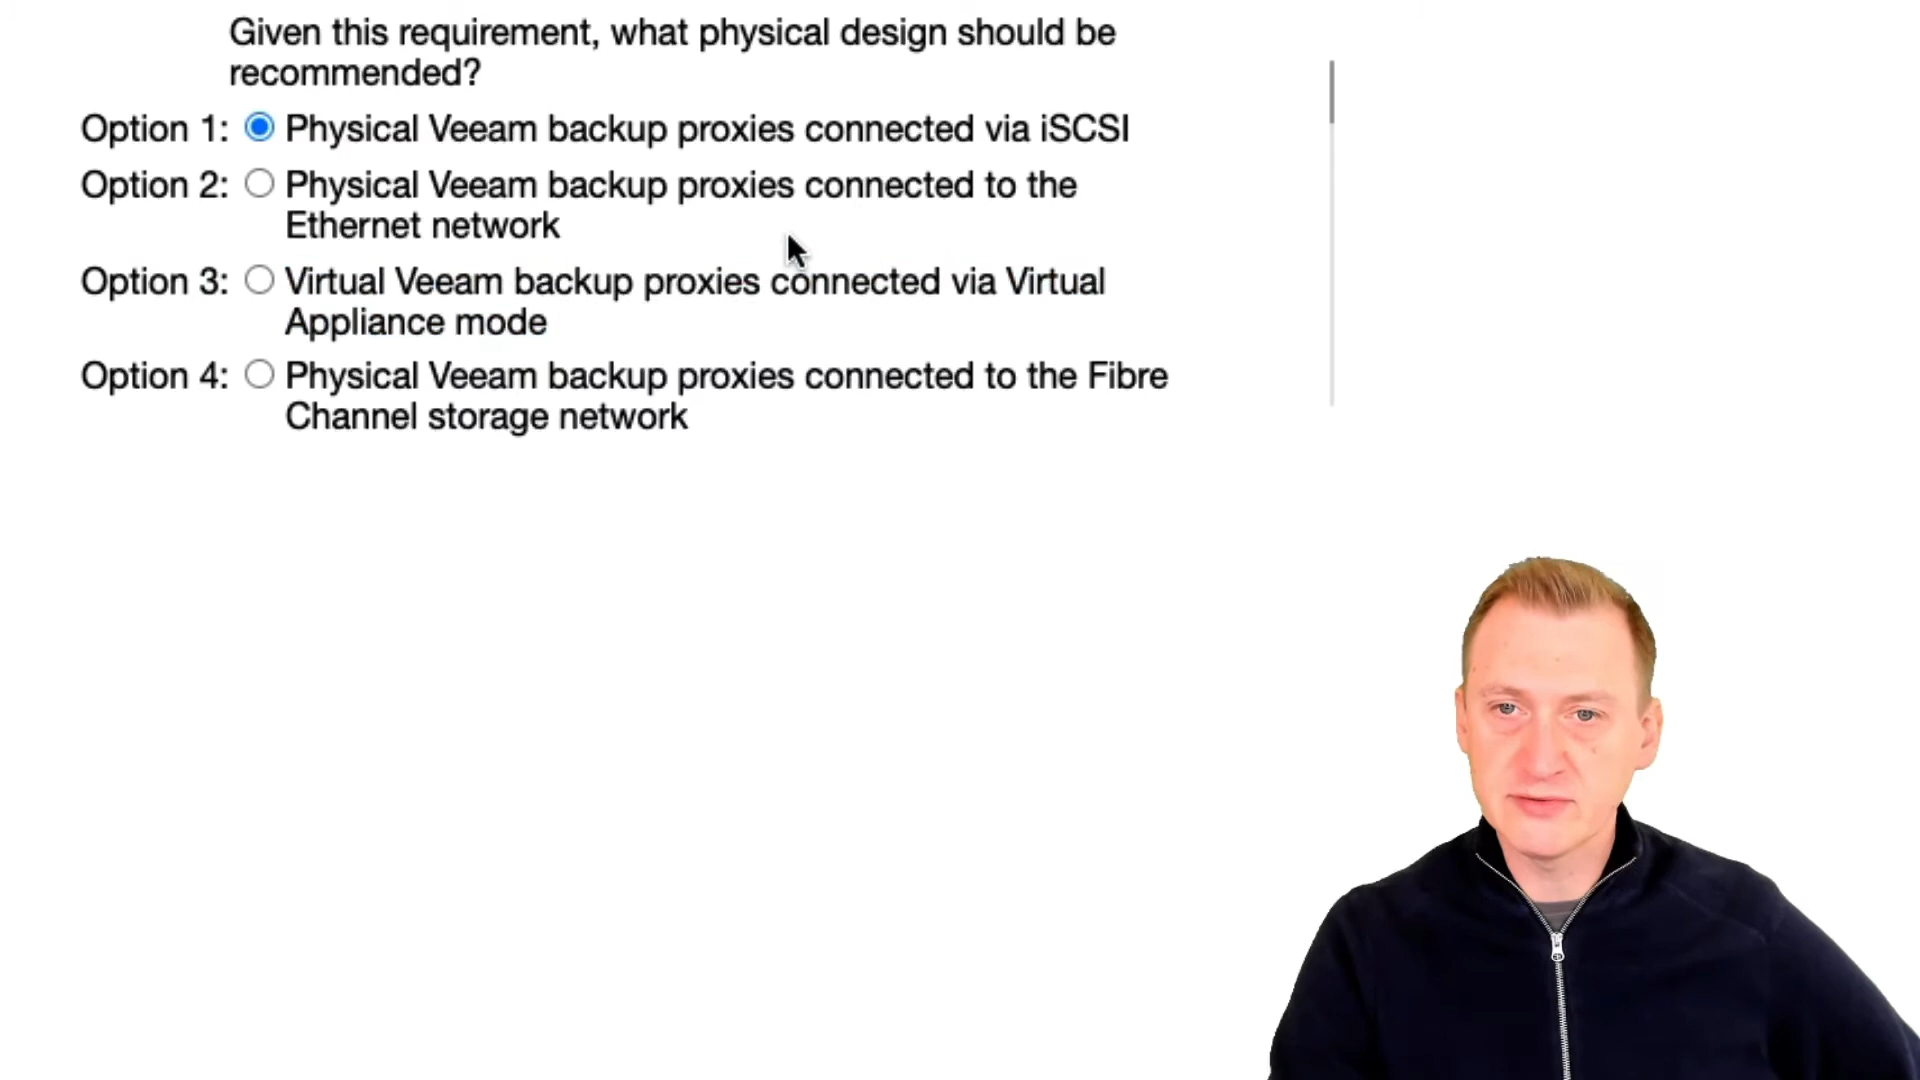 Given this requirement, what physical design should be
recommended?
Option 1: Physical Veeam backup proxies connected via iSCSI
Option 2: Physical Veeam backup proxies connected to the
Ethernet network
Option 3: Virtual Veeam backup proxies connected via Virtual
Appliance mode
Option 4: Physical Veeam backup proxies connected to the Fibre
Channel storage network